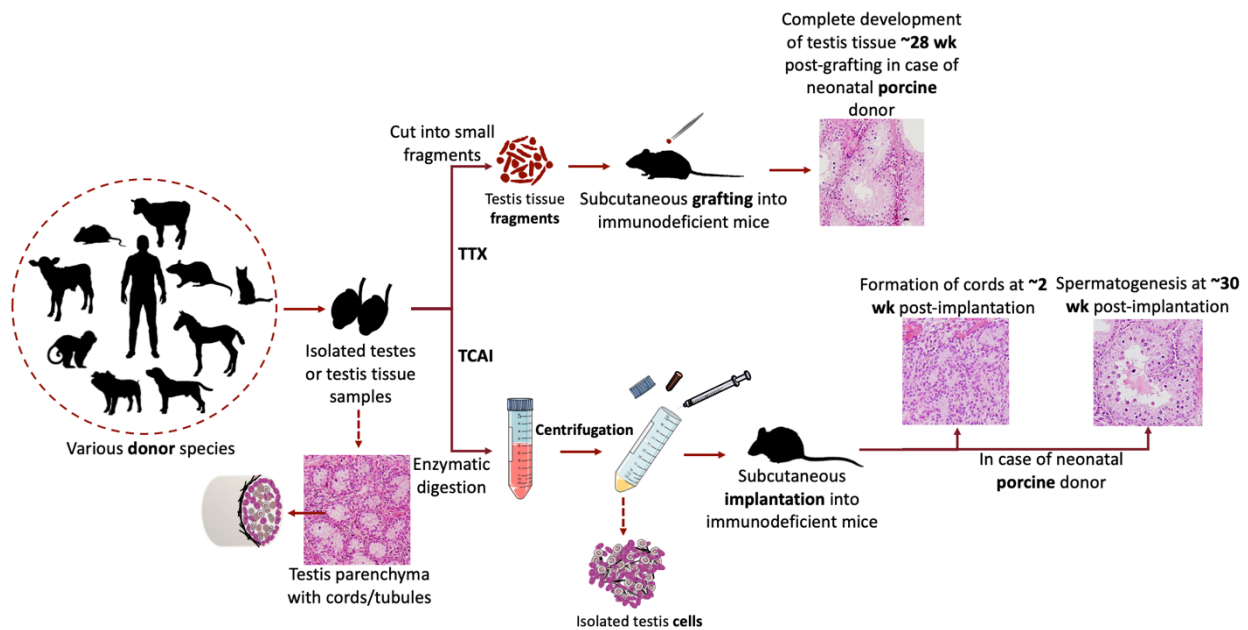 Complete development
of testis tissue ~28 wk
post-grafting in case of
neonatal porcine
donor
Cut into small
fragments
Testis tissue
fragments
Subcutaneous grafting into
immunodeficient mice
TTX
Various donor species
Isolated testes
or testis tissue
samples
TCAI
Formation of cords at ~2
wk post-implantation
Spermatogenesis at ~30
wk post-implantation
Enzymatic
digestion
Centrifugation
Subcutaneous
implantation into
immunodeficient mice
In case of neonatal
porcine donor
Testis parenchyma
with cords/tubules
Isolated testis cells